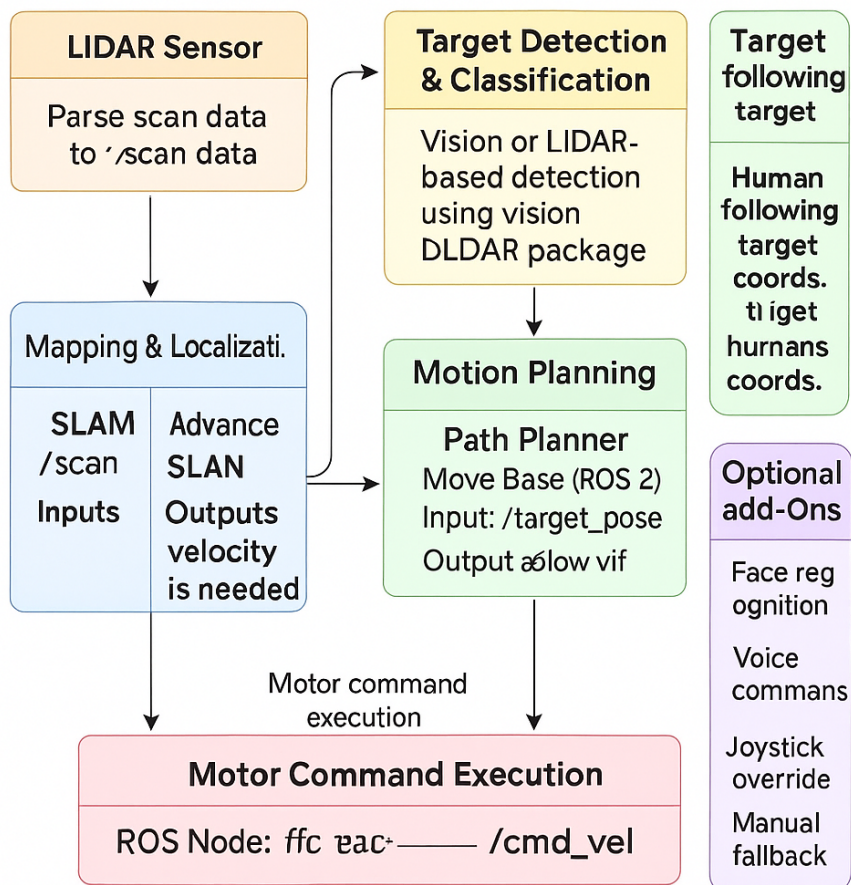 LIDAR Sensor
Parse scan data
to /scan data
Target Detection
& Classification
Vision or LIDAR-
based detection
using vision
DLDAR package
Target
following
target
Human
following
target
coords.
humans
coords.
Mapping & Localizati.
SLAM
/scan
Inputs
Advance
SLAN
Outputs
velocity
is needed
Motion Planning
Path Planner
Move Base (ROS 2)
Input: /target_pose
Output
Optional
add-Ons
Face reg
ognition
Voice
commans
Joystick
override
Manual
fallback
Motor command
execution
Motor Command Execution
ROS Node: /cmd_vel